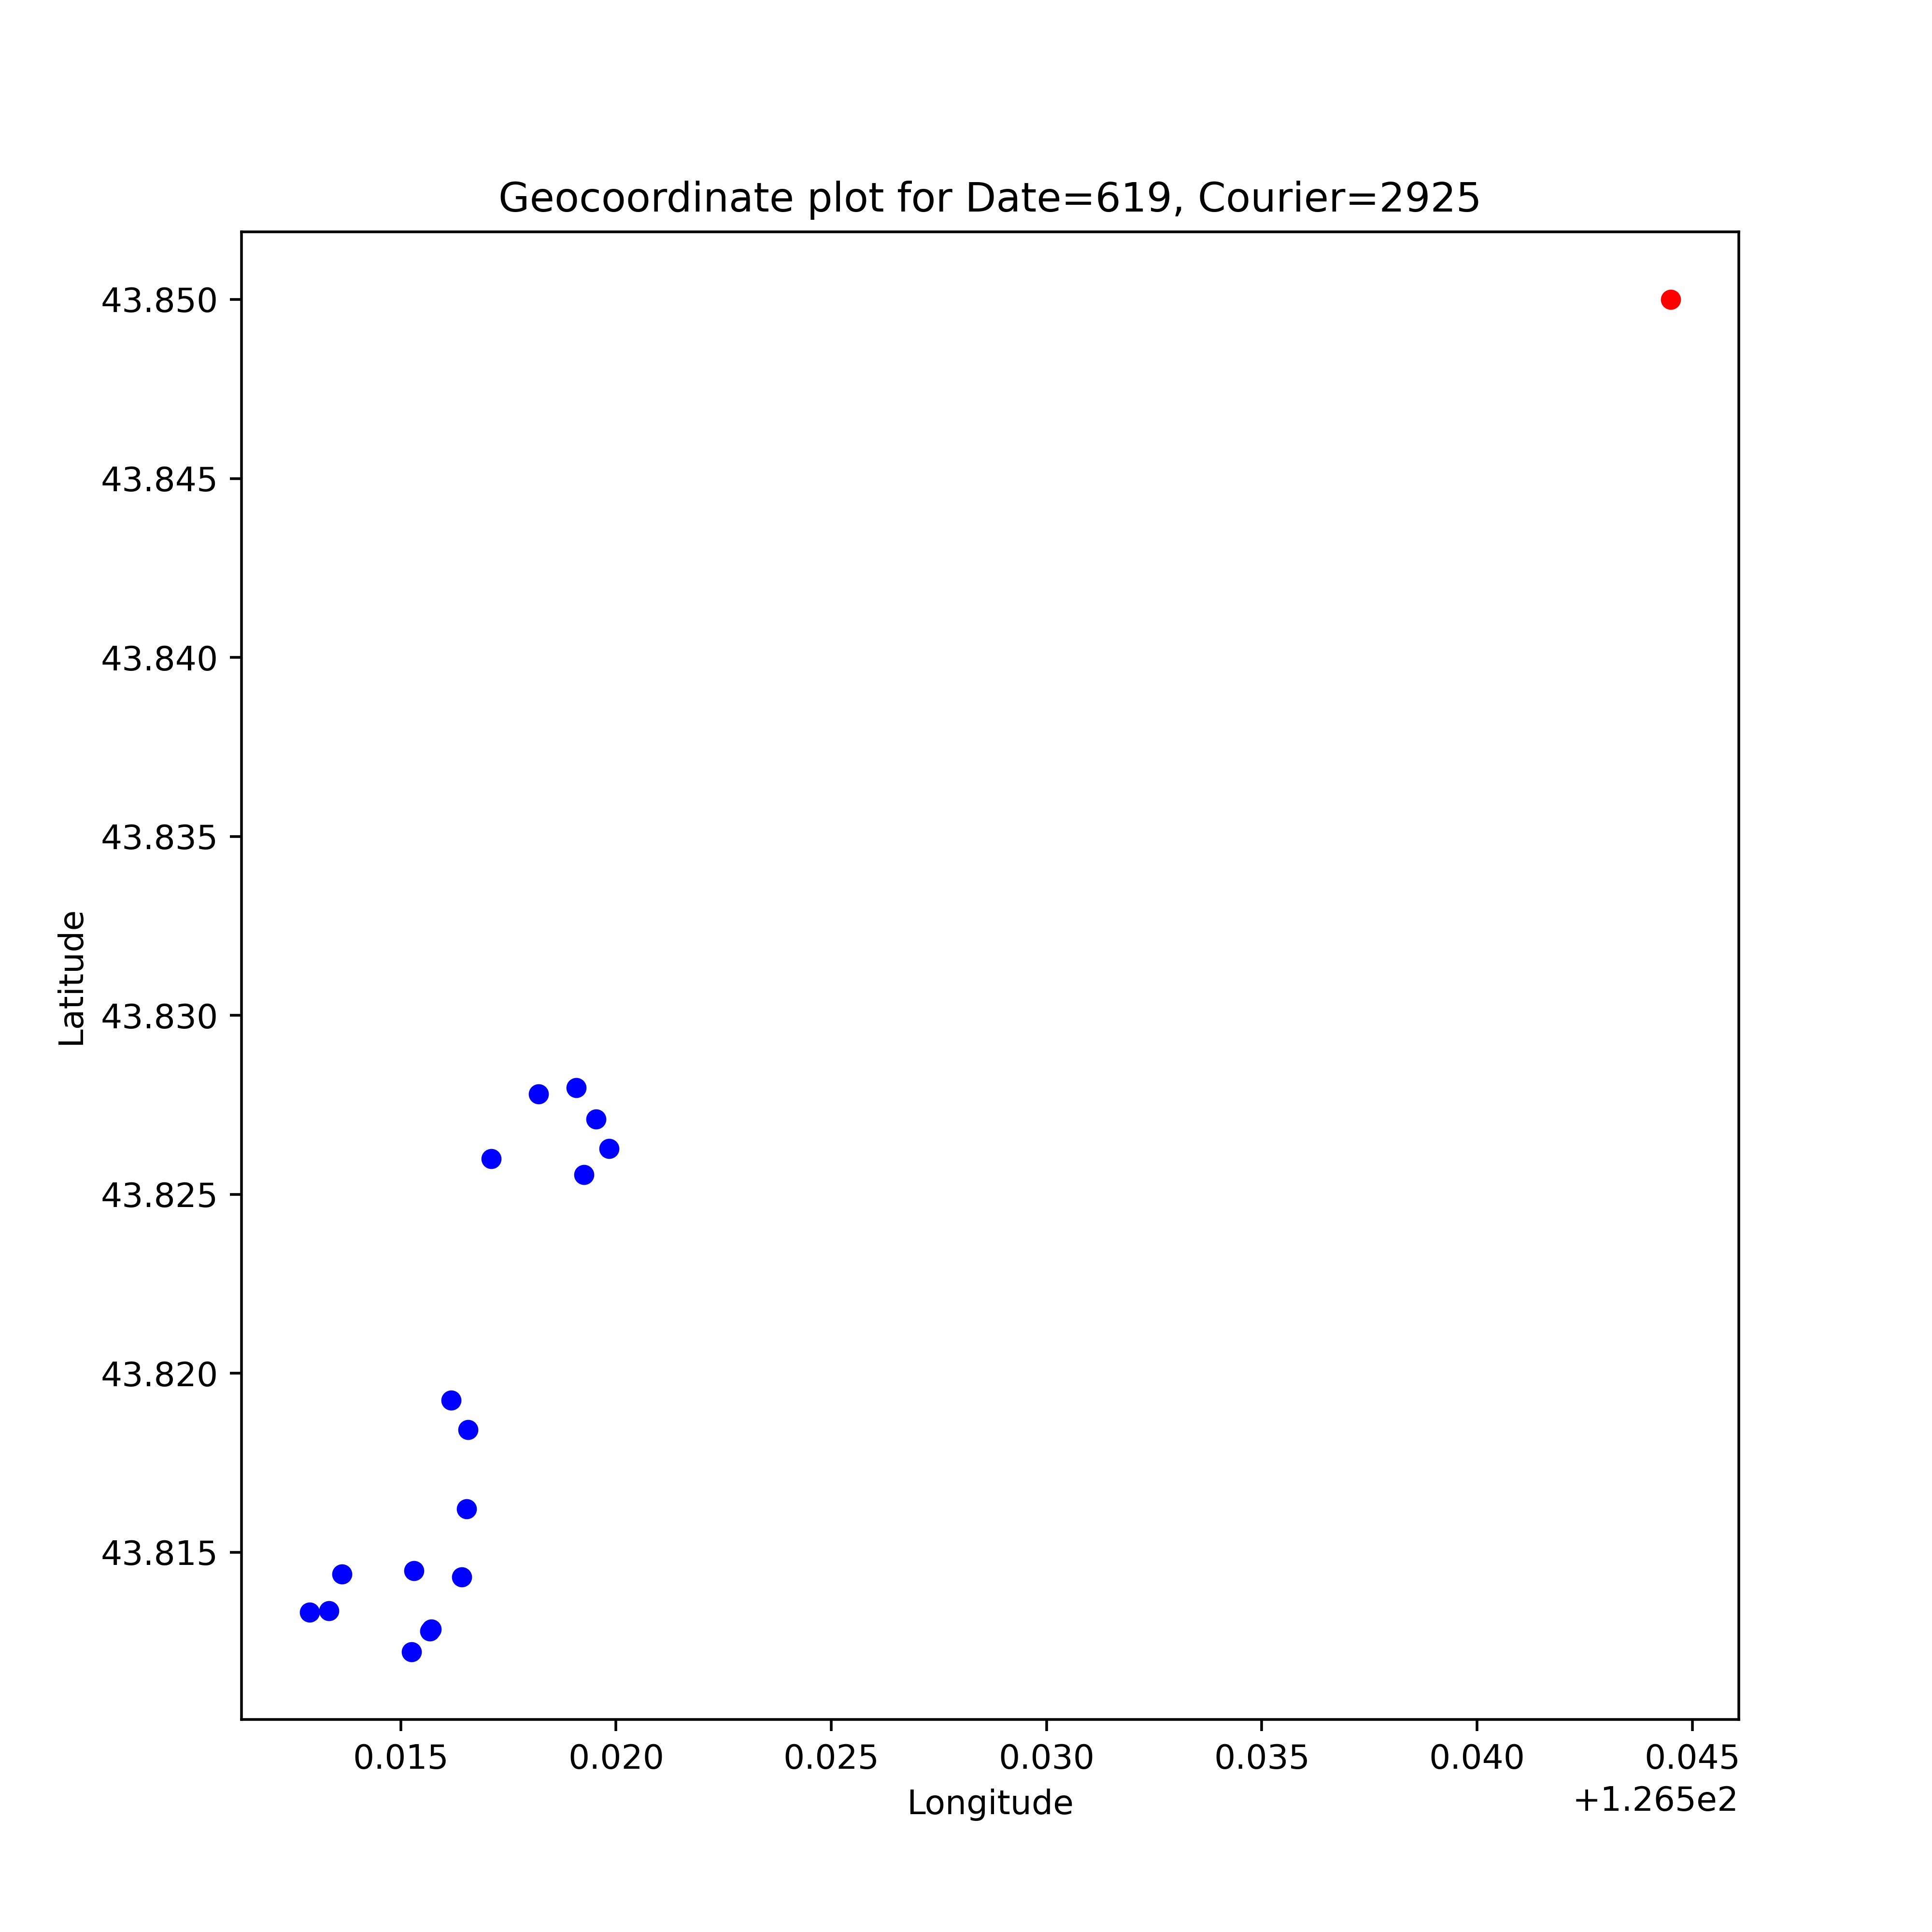 Geocoordinate plot for Date=619, Courier=2925
43.850
43.845
43.840
43.835
43.830
43.825
43.820
43.815
Latitude
0.015 0.020 0.025 0.030 0.035 0.040 0.045
Longitude
+1.265e2